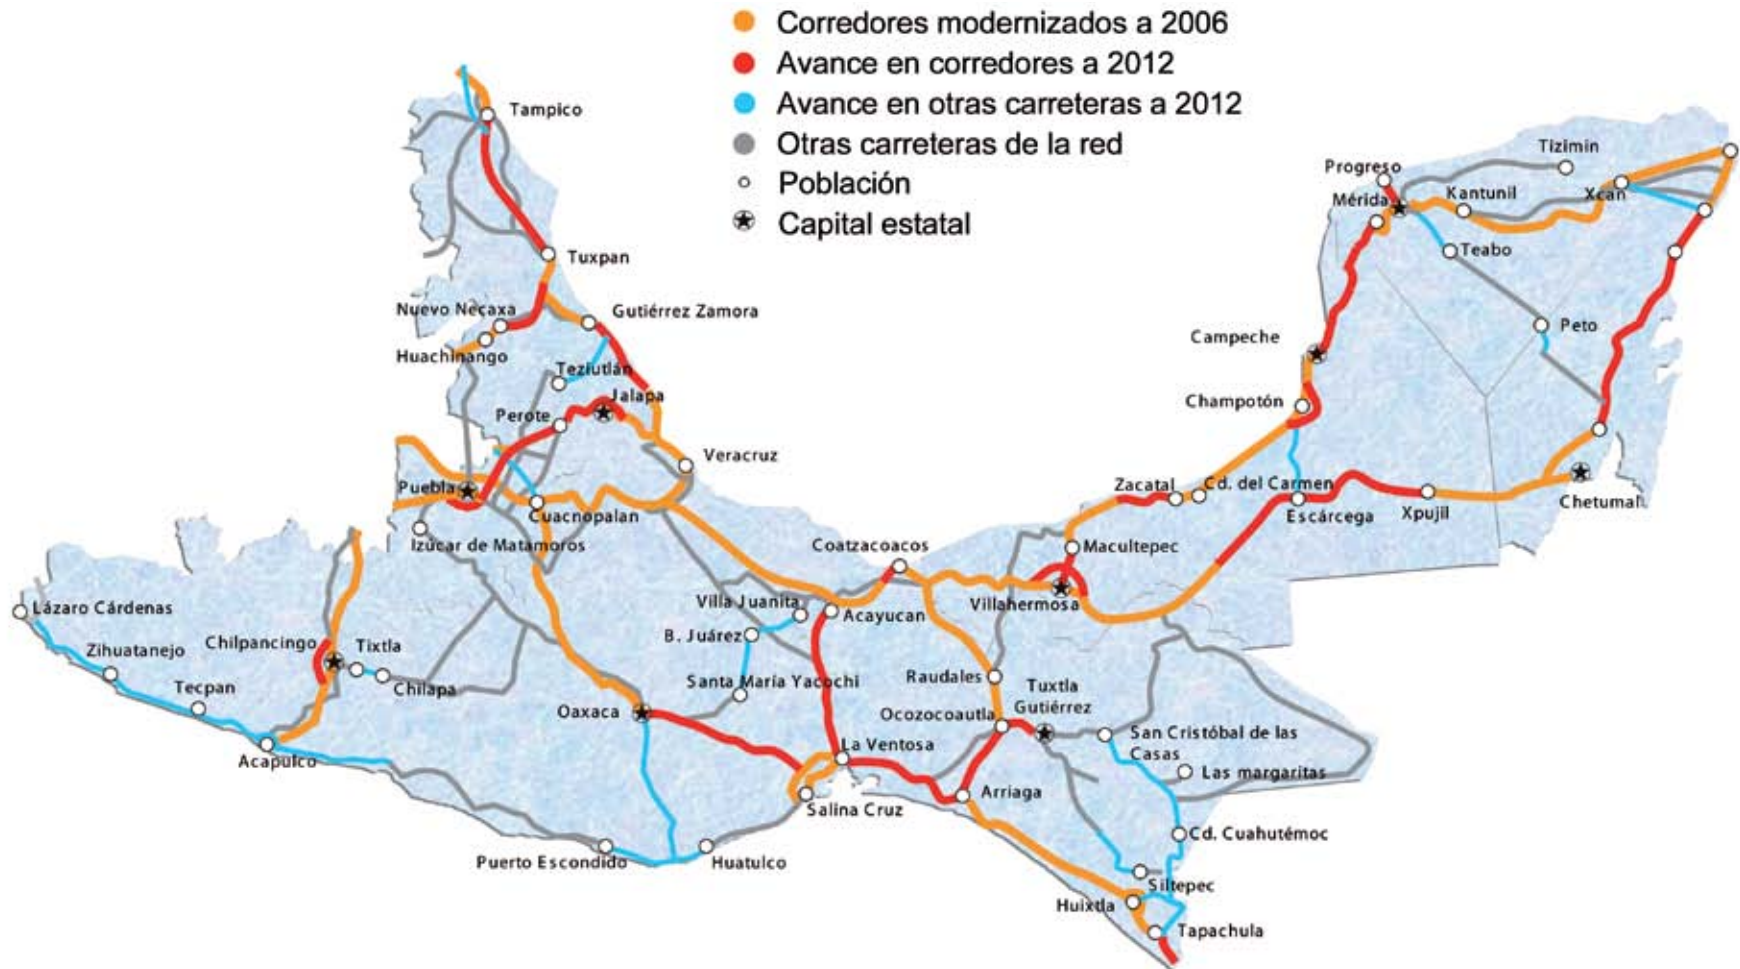 Corredores modernizados a 2006
Avance en corredores a 2012
Avance en otras carreteras a 2012
Otras carreteras de la red
Población
Capital estatal
Tampico
Tuxpan
Nuevo Necaxa
Gutiérrez Zamora
Huachinango
Teziutlán
Jalapa
Perote
Veracruz
Puebla
Cuacnopalan
Izúcar de Matamoros
Progreso
Tizimin
Mérida
Kantunil
Xcan
Teabo
Peto
Campeche
Champotón
Zacatal
Cd. del Carmen
Escárcega
Xpujil
Chetumal
Coatzacoacos
Macultepec
Villahermosa
Villa Juanita
Acayucan
B. Juárez
Santa María Yacochi
Raudales
Tuxtla
Gutiérrez
Ocozocoautla
San Cristóbal de las
Casas
Las margaritas
Lázaro Cárdenas
Zihuatanejo
Chilpancingo
Tixtla
Tecpan
Chilapa
Acapulco
Oaxaca
La Ventosa
Salina Cruz
Arriaga
Puerto Escondido
Huatulco
Cd. Cuahutémoc
Siltepec
Huixtla
Tapachula